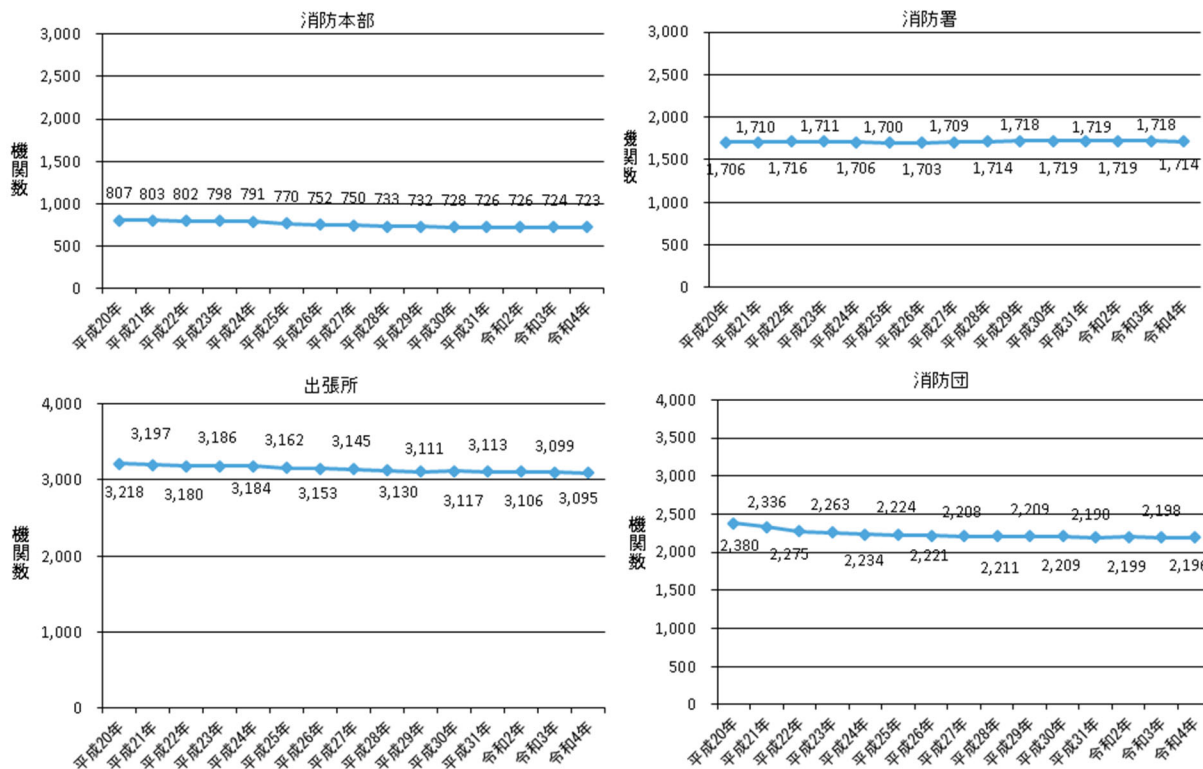 消防本部
機関数
3,000
2,500
2,000
1,500
1,000
500
0
807 803 802 798 791 770 752 750 733 732 728 726 726 724 723
平成20年 平成21年 平成22年 平成23年 平成24年 平成25年 平成26年 平成27年 平成28年 平成29年 平成30年 平成31年 令和2年 令和3年 令和4年
消防署
機関数
3,000
2,500
2,000
1,500
1,000
500
0
1,710 1,711 1,700 1,709 1,718 1,719 1,718
1,706 1,716 1,706 1,703 1,714 1,719 1,719 1,714
平成20年 平成21年 平成22年 平成23年 平成24年 平成25年 平成26年 平成27年 平成28年 平成29年 平成30年 平成31年 令和2年 令和3年 令和4年
出張所
機関数
4,000
3,000
2,000
1,000
0
3,197 3,186 3,162 3,145 3,111 3,113 3,099
3,218 3,180 3,184 3,153 3,130 3,117 3,106 3,095
平成20年 平成21年 平成22年 平成23年 平成24年 平成25年 平成26年 平成27年 平成28年 平成29年 平成30年 平成31年 令和2年 令和3年 令和4年
消防団
機関数
4,000
3,500
3,000
2,500
2,000
1,500
1,000
500
0
2,336 2,263 2,224 2,208 2,209 2,190 2,198
2,380 2,275 2,234 2,221 2,211 2,209 2,199 2,196
平成20年 平成21年 平成22年 平成23年 平成24年 平成25年 平成26年 平成27年 平成28年 平成29年 平成30年 平成31年 令和2年 令和3年 令和4年